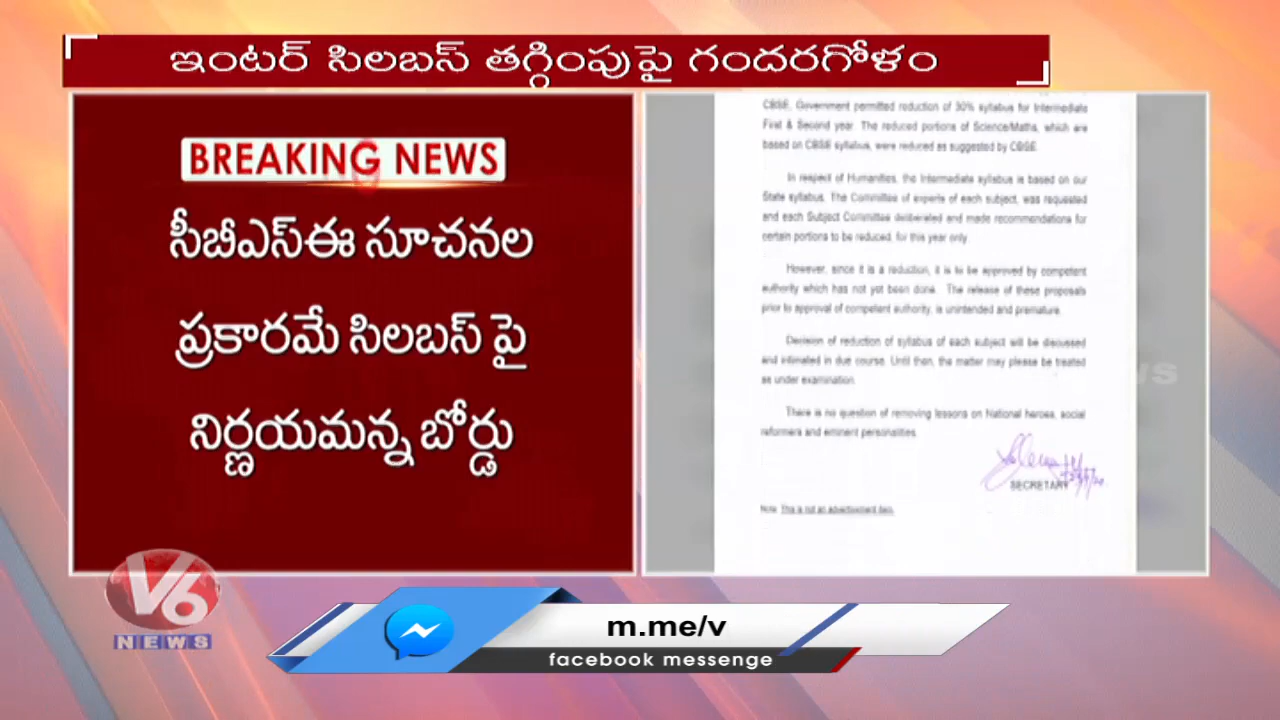 ఇంటర్ సిలబస్ తగ్గింపుపై గందరగోళం
BREAKING NEWS
సీబీఎస్ఈ సూచనల
ప్రకారమే సిలబస్ పై
నిర్ణయమన్న బోర్డు
CBSE, Government permitted reduction of 30% syllabus for Intermediate
First & Second year. The reduced portions of Science/Maths, which are
based on CBSE syllabus, were reduced as suggested by CBSE.
In respect of Humanities, the Intermediate syllabus is based on our
State syllabus. The Committee of experts of each subject, was requested
and each Subject Committee deliberated and made recommendations for
certain portions to be reduced, for this year only.
However, since it is a reduction, it is to be approved by competent
authority which has not yet been done. The release of these proposals
prior to approval of competent authority, is unintended and premature.
Decision of reduction of syllabus of each subject will be discussed
and intimated in due course. Until then, the matter may please be treated
as under examination.
There is no question of removing lessons on National heroes, social
reformers and eminent personalities.
SECRETARY
Note: This is not an advertisement item.
V6
NEWS
m.me/v
facebook messenge